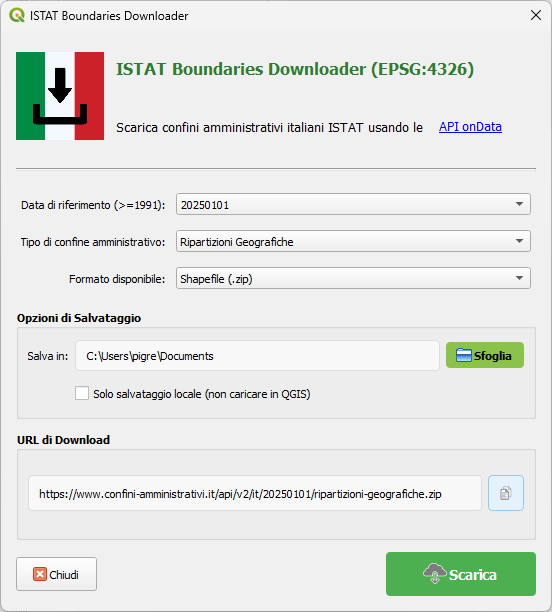 ISTAT Boundaries Downloader
ISTAT Boundaries Downloader (EPSG:4326)
Scarica confini amministrativi italiani ISTAT usando le API onData
Data di riferimento (>=1991): 20250101
Tipo di confine amministrativo: Ripartizioni Geografiche
Formato disponibile: Shapefile (.zip)
Opzioni di Salvataggio
Salva in: C:\Users\pigre\Documents Sfoglia
Solo salvataggio locale (non caricare in QGIS)
URL di Download
https://www.confini-amministrativi.it/api/v2/it/20250101/ripartizioni-geografiche.zip
Chiudi Scarica